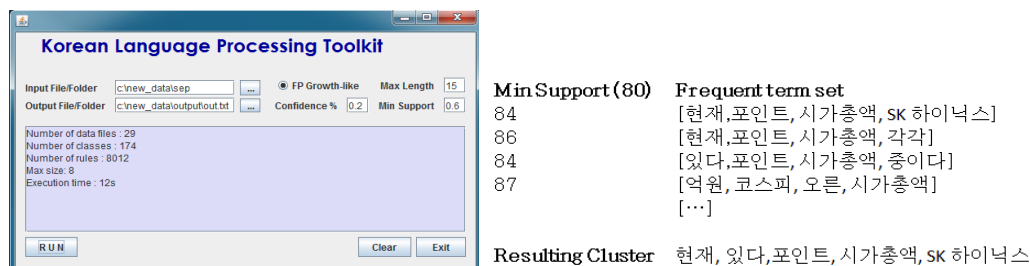 Korean Language Processing Toolkit
Input File/Folder c:\new_data\sep ... FP Growth-like Max Length 15
Output File/Folder c:\new_data\output\out.txt ... Confidence % 0.2 Min Support 0.6
Number of data files : 29
Number of classes : 174
Number of rules : 8012
Max size: 8
Execution time : 12s
RUN Clear Exit
Min Support (80) Frequent term set
84 [현재,포인트, 시가총액, SK 하이닉스]
86 [현재,포인트, 시가총액, 각각]
84 [있다,포인트, 시가총액, 중이다]
87 [억원, 코스피, 오른, 시가총액]
[…]
Resulting Cluster 현재, 있다,포인트, 시가총액, SK 하이닉스